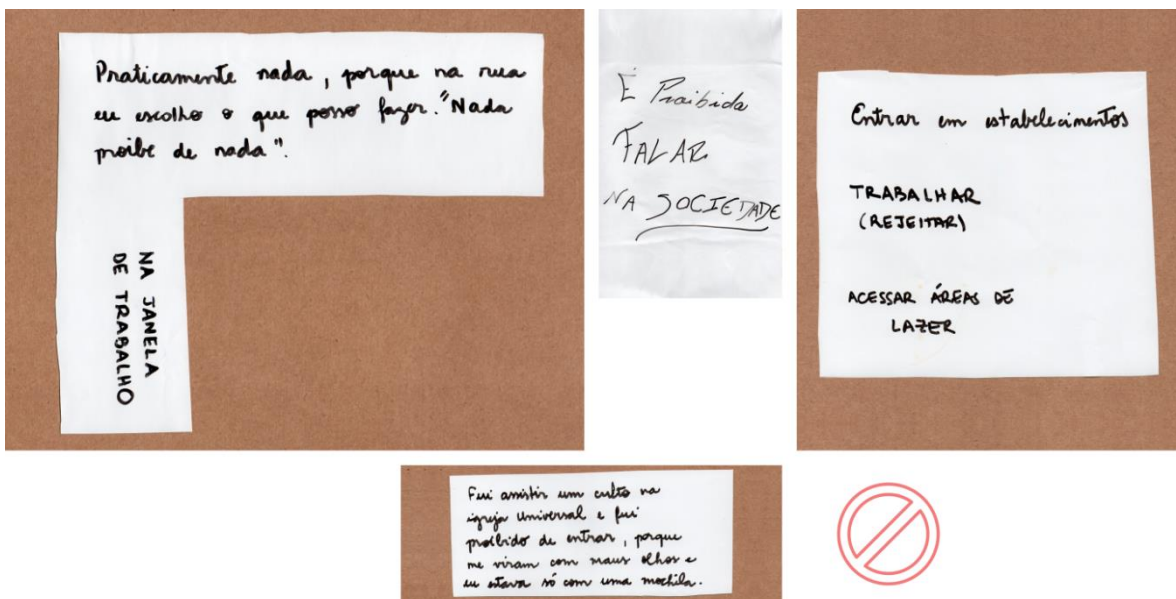 Praticamente nada, porque na rua
eu escolho o que posso fazer. "Nada
proibe de nada".
NA JANELA
DE TRABALHO
É Proibida
FALAR
NA SOCIEDADE
Entrar em estabelecimentos
TRABALHAR
(REJEITAR)
ACESSAR ÁREAS DE
LAZER
Fui assistir um culto na
igreja universal e fui
proibido de entrar, porque
me viram com maus olhos e
eu estava só com uma mochila.